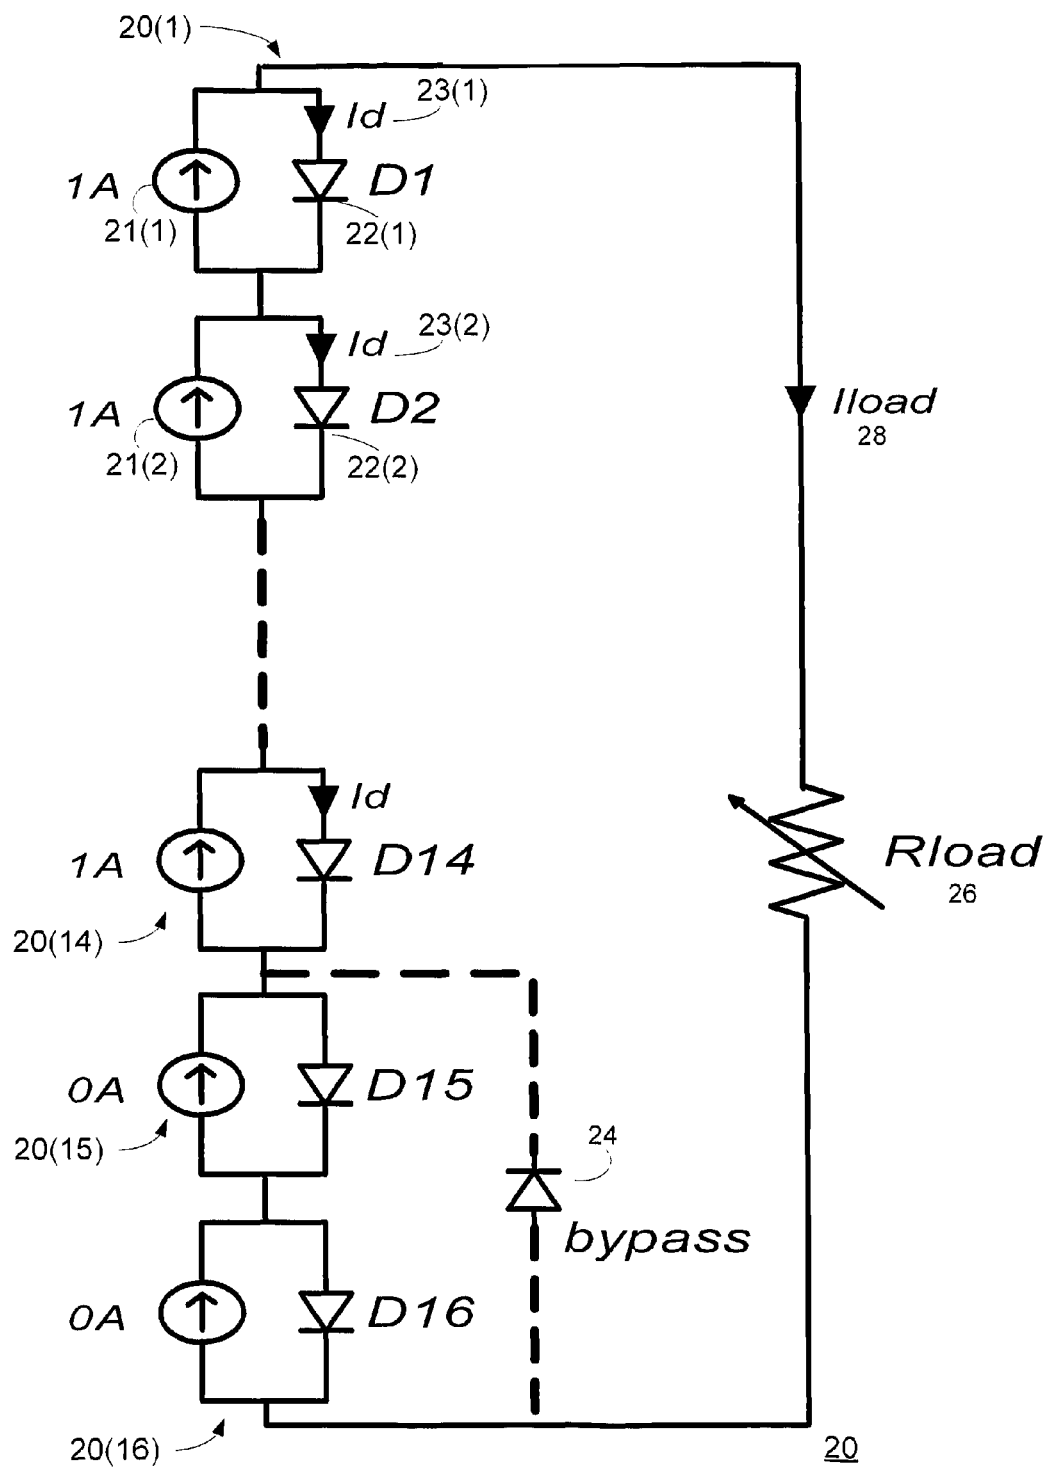 20(1)
23(1)
Id
1A
D1
21(1)
22(1)
23(2)
Id
1A
D2
21(2)
22(2)
Iload
28
Id
1A
D14
20(14)
Rload
26
0A
D15
20(15)
24
bypass
0A
D16
20(16)
20